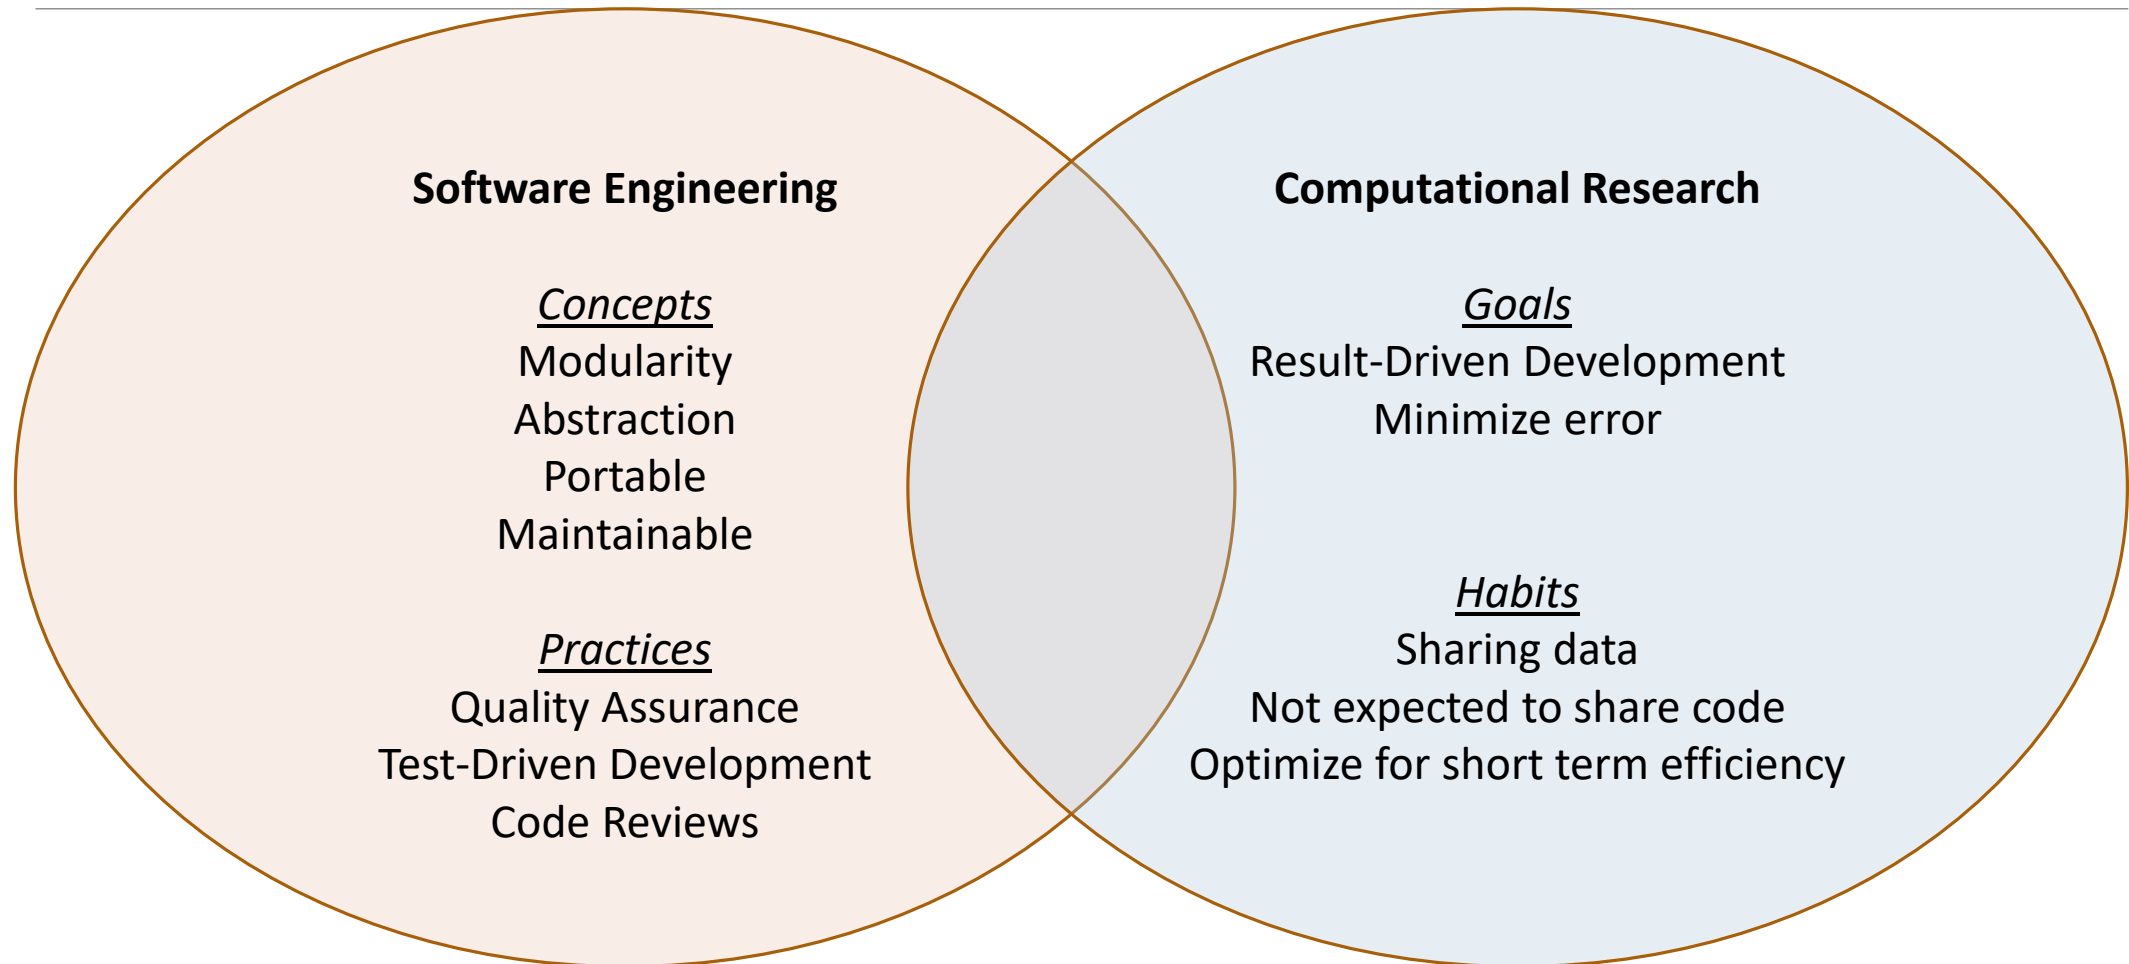 Software Engineering
Concepts
Modularity
Abstraction
Portable
Maintainable
Practices
Quality Assurance
Test-Driven Development
Code Reviews
Computational Research
Goals
Result-Driven Development
Minimize error
Habits
Sharing data
Not expected to share code
Optimize for short term efficiency